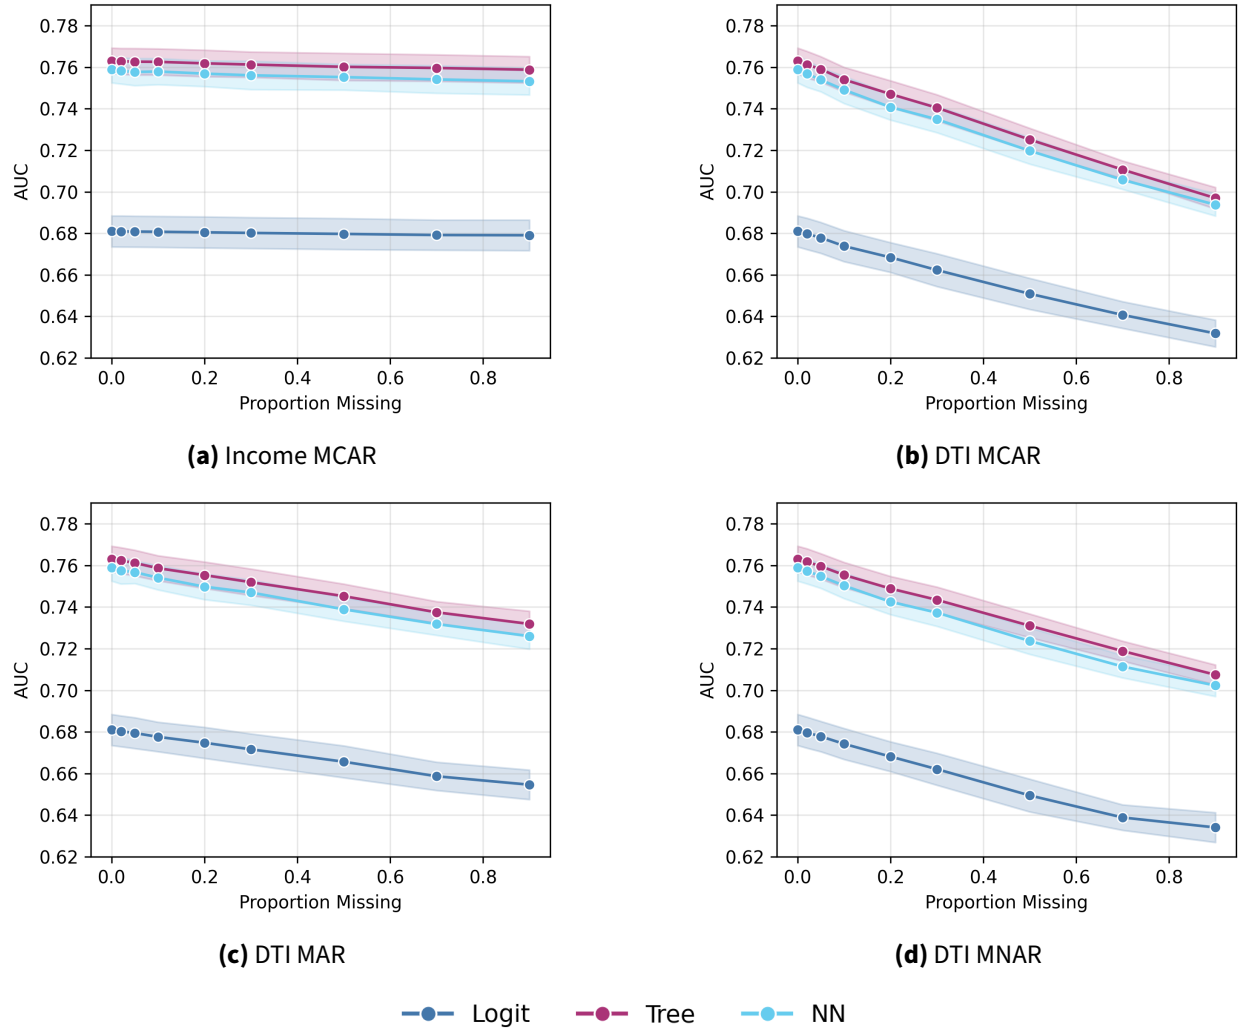 0.78
0.76
0.74
0.72
0.70
0.68
0.66
0.64
0.62
AUC
0.0 0.2 0.4 0.6 0.8
Proportion Missing
(a) Income MCAR
0.78
0.76
0.74
0.72
0.70
0.68
0.66
0.64
0.62
AUC
0.0 0.2 0.4 0.6 0.8
Proportion Missing
(b) DTI MCAR
0.78
0.76
0.74
0.72
0.70
0.68
0.66
0.64
0.62
AUC
0.0 0.2 0.4 0.6 0.8
Proportion Missing
(c) DTI MAR
0.78
0.76
0.74
0.72
0.70
0.68
0.66
0.64
0.62
AUC
0.0 0.2 0.4 0.6 0.8
Proportion Missing
(d) DTI MNAR
Logit Tree NN